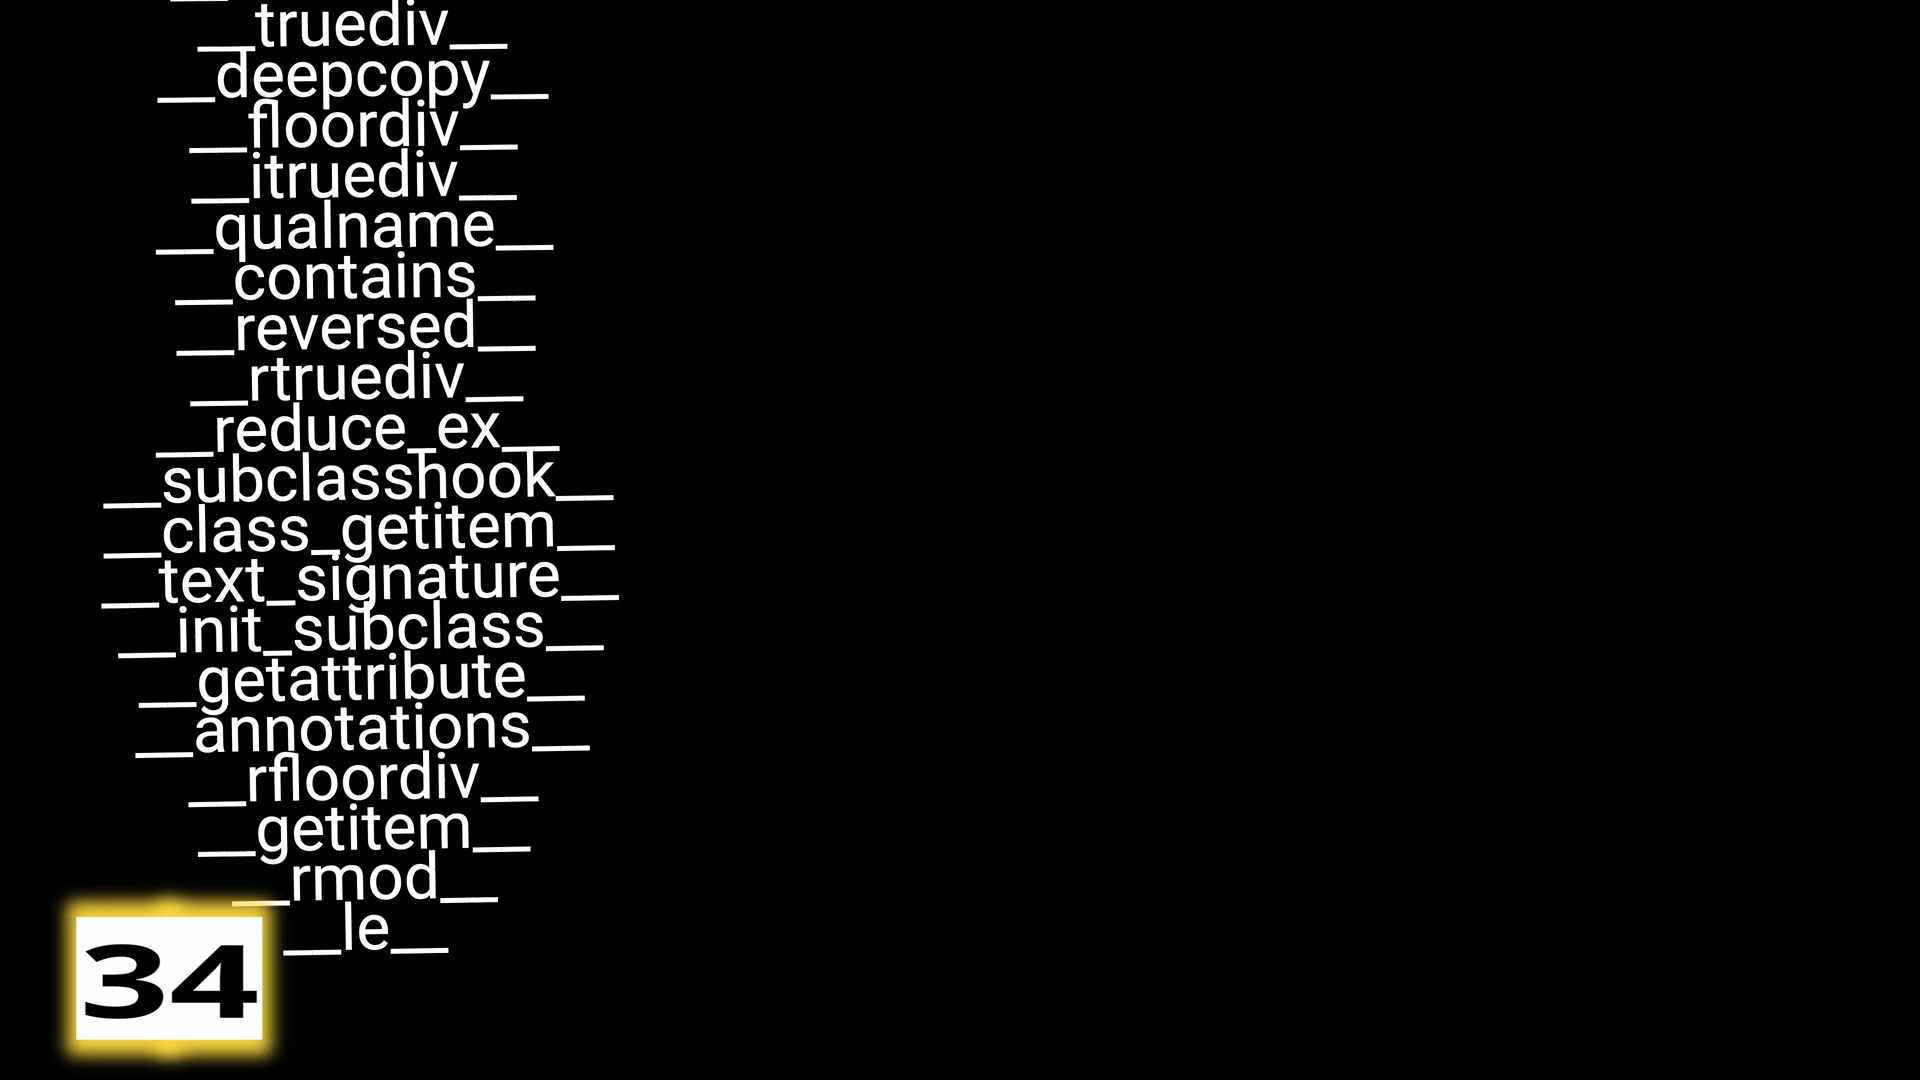 __truediv__
__deepcopy__
__floordiv__
__itruediv__
__qualname__
__contains__
__reversed__
__rtruediv__
__reduce_ex__
__subclasshook__
__class_getitem__
__text_signature__
__init_subclass__
__getattribute__
__annotations__
__rfloordiv__
__getitem__
__rmod__
__le__
34